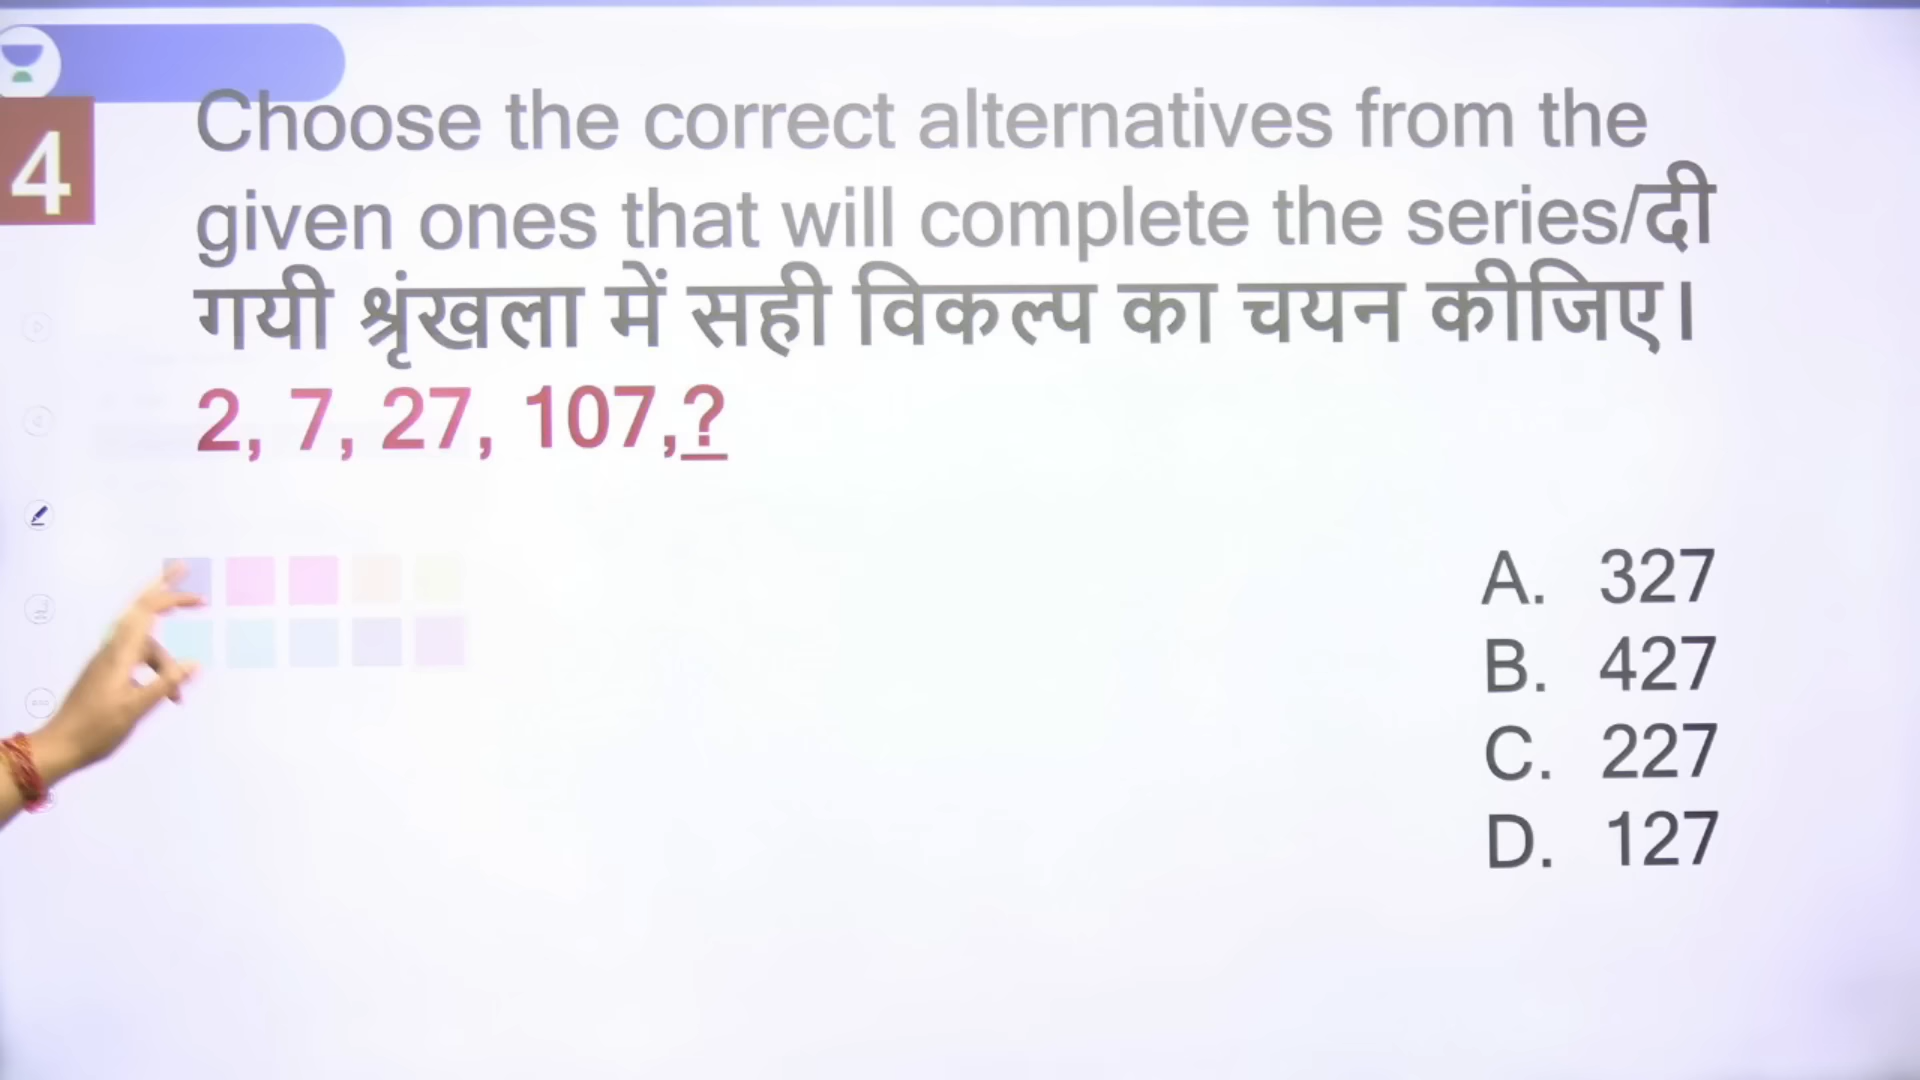 4
Choose the correct alternatives from the
given ones that will complete the series/दी
गयी श्रृंखला में सही विकल्प का चयन कीजिए।
2, 7, 27, 107,?
A. 327
B. 427
C. 227
D. 127